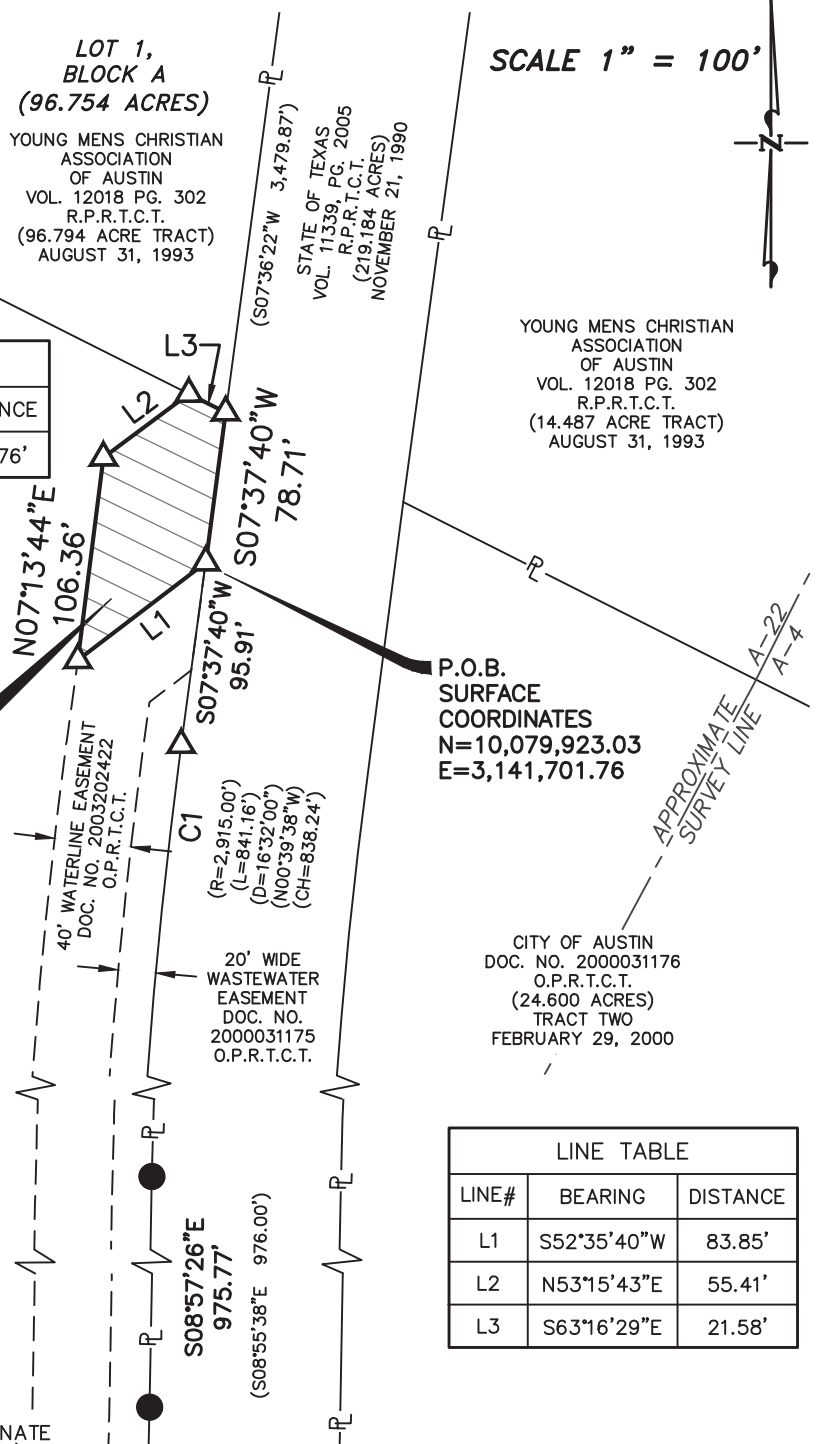 LOT 1,
BLOCK A
(96.754 ACRES)
YOUNG MENS CHRISTIAN
ASSOCIATION
OF AUSTIN
VOL. 12018 PG. 302
R.P.R.T.C.T.
(96.794 ACRE TRACT)
AUGUST 31, 1993
PL
(S07°36'22"W 3,479.87')
STATE OF TEXAS
VOL. 11339, PG. 2005
R.P.R.T.C.T.
(219.184 ACRES)
NOVEMBER 21, 1990
PL
SCALE 1" = 100'
N
YOUNG MENS CHRISTIAN
ASSOCIATION
OF AUSTIN
VOL. 12018 PG. 302
R.P.R.T.C.T.
(14.487 ACRE TRACT)
AUGUST 31, 1993
NCE
76'
L3
L2
S07°37'40"W
78.71'
N07°13'44"E
106.36'
L1
S07°37'40"W
95.91'
PL
P.O.B.
SURFACE
COORDINATES
N=10,079,923.03
E=3,141,701.76
A-22
A-4
APPROXIMATE
SURVEY LINE
40' WATERLINE EASEMENT
DOC. NO. 2003202422
O.P.R.T.C.T.
C1
(R=2,915.00')
(L=841.16')
(D=16°32'00")
(N00°39'38"W)
(CH=838.24')
20' WIDE
WASTEWATER
EASEMENT
DOC. NO.
2000031175
O.P.R.T.C.T.
CITY OF AUSTIN
DOC. NO. 2000031176
O.P.R.T.C.T.
(24.600 ACRES)
TRACT TWO
FEBRUARY 29, 2000
PL
PL
S08°57'26"E
975.77'
(S08°55'38"E 976.00')
PL
PL
LINE TABLE
LINE# BEARING DISTANCE
L1 S52°35'40"W 83.85'
L2 N53°15'43"E 55.41'
L3 S63°16'29"E 21.58'
NATE